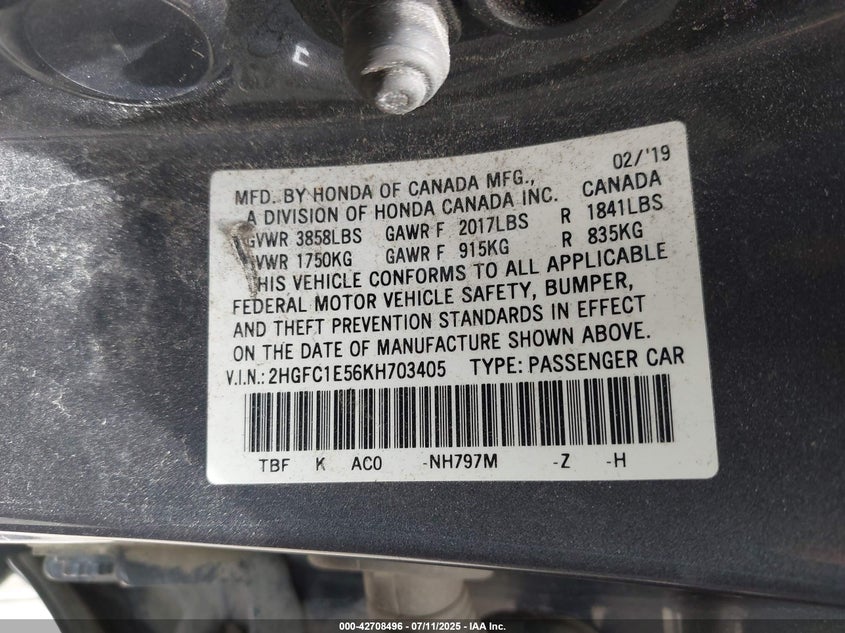 C
02/'19
MFD. BY HONDA OF CANADA MFG.,
A DIVISION OF HONDA CANADA INC. CANADA
GVWR 3858LBS GAWR F 2017LBS R 1841LBS
GVWR 1750KG GAWR F 915KG R 835KG
THIS VEHICLE CONFORMS TO ALL APPLICABLE
FEDERAL MOTOR VEHICLE SAFETY, BUMPER,
AND THEFT PREVENTION STANDARDS IN EFFECT
ON THE DATE OF MANUFACTURE SHOWN ABOVE.
V.I.N.: 2HGFC1E56KH703405 TYPE: PASSENGER CAR
TBF K AC0 -NH797M -Z -H
000-42708496 - 07/11/2025 - IAA Inc.